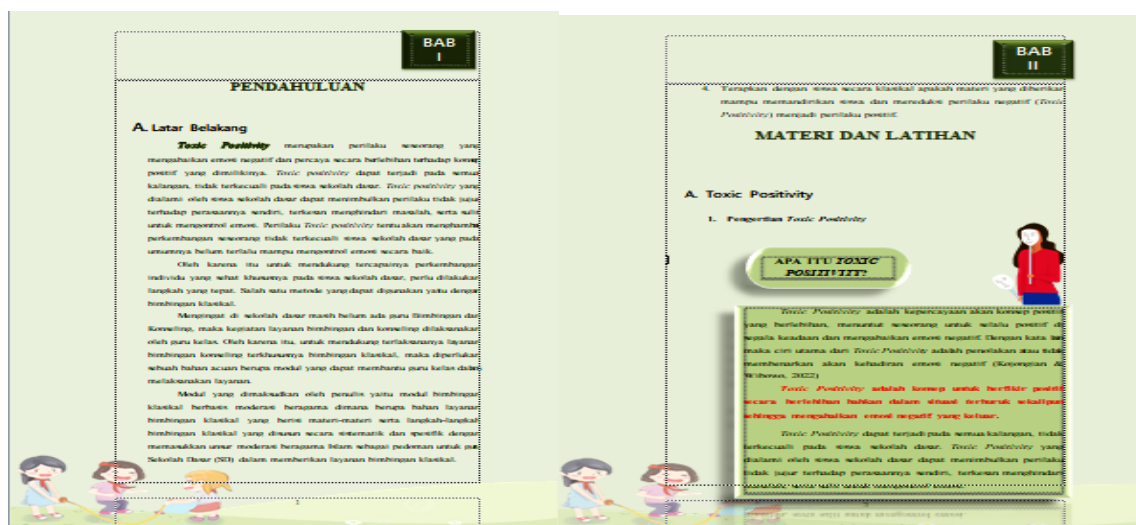 BAB
I
PENDAHULUAN
A. Latar Belakang
Toxic Positivity merupakan perilaku seseorang yang
mengabaikan emosi negatif dan percaya secara berlebihan terhadap konsep
positif yang dimilikinya. Toxic positivity dapat terjadi pada semua
kalangan, tidak terkecuali pada siswa sekolah dasar. Toxic positivity yang
dialami oleh siswa sekolah dasar dapat menimbulkan perilaku tidak jujur
terhadap perasaannya sendiri, terkesan menghindari masalah, serta sulit
untuk mengontrol emosi. Perilaku Toxic positivity tentu akan menghambat
perkembangan seseorang tidak terkecuali siswa sekolah dasar yang pada
umumnya belum terlalu mampu mengontrol emosi secara baik.
Oleh karena itu untuk mendukung tercapainya perkembangan
individu yang sehat khususnya pada siswa sekolah dasar, perlu dilakukan
langkah yang tepat. Salah satu metode yang dapat digunakan yaitu dengan
bimbingan klasikal.
Mengingat di sekolah dasar masih belum ada guru Bimbingan dan
Konseling, maka kegiatan layanan bimbingan dan konseling dilaksanakan
oleh guru kelas. Oleh karena itu, untuk mendukung terlaksananya layanan
bimbingan konseling terkhususnya bimbingan klasikal, maka diperlukan
sebuah bahan acuan berupa modul yang dapat membantu guru kelas dalam
melaksanakan layanan.
Modul yang dimaksudkan oleh penulis yaitu modul bimbingan
klasikal berbasis moderasi beragama dimana berupa bahan layanan
bimbingan klasikal yang berisi materi-materi serta langkah-langkah
bimbingan klasikal yang disusun secara sistematik dan spesifik dengan
memasukkan unsur moderasi beragama Islam sebagai pedoman untuk guru
Sekolah Dasar (SD) dalam memberikan layanan bimbingan klasikal.
1
BAB
II
4. Terapkan dengan siswa secara klasikal apakah materi yang diberikan
mampu memandirikan siswa dan mereduksi perilaku negatif (Toxic
Positivity) menjadi perilaku positif.
MATERI DAN LATIHAN
A. Toxic Positivity
1. Pengertian Toxic Positivity
APA ITU TOXIC
POSITIVITY?
Toxic Positivity adalah kepercayaan akan konsep positif
yang berlebihan, menuntut seseorang untuk selalu positif di
segala keadaan dan mengabaikan emosi negatif. Dengan kata lain
maka ciri utama dari Toxic Positivity adalah penolakan atau tidak
membenarkan akan kehadiran emosi negatif (Kojongian &
Wibowo, 2022)
Toxic Positivity adalah konsep untuk berfikir positif
secara berlebihan bahkan dalam situasi terburuk sekalipun
sehingga mengabaikan emosi negatif yang keluar.
Toxic Positivity dapat terjadi pada semua kalangan, tidak
terkecuali pada siswa sekolah dasar. Toxic Positivity yang
dialami oleh siswa sekolah dasar dapat menimbulkan perilaku
tidak jujur terhadap perasaannya sendiri, terkesan menghindari
masalah, serta sulit untuk mengontrol emosi.